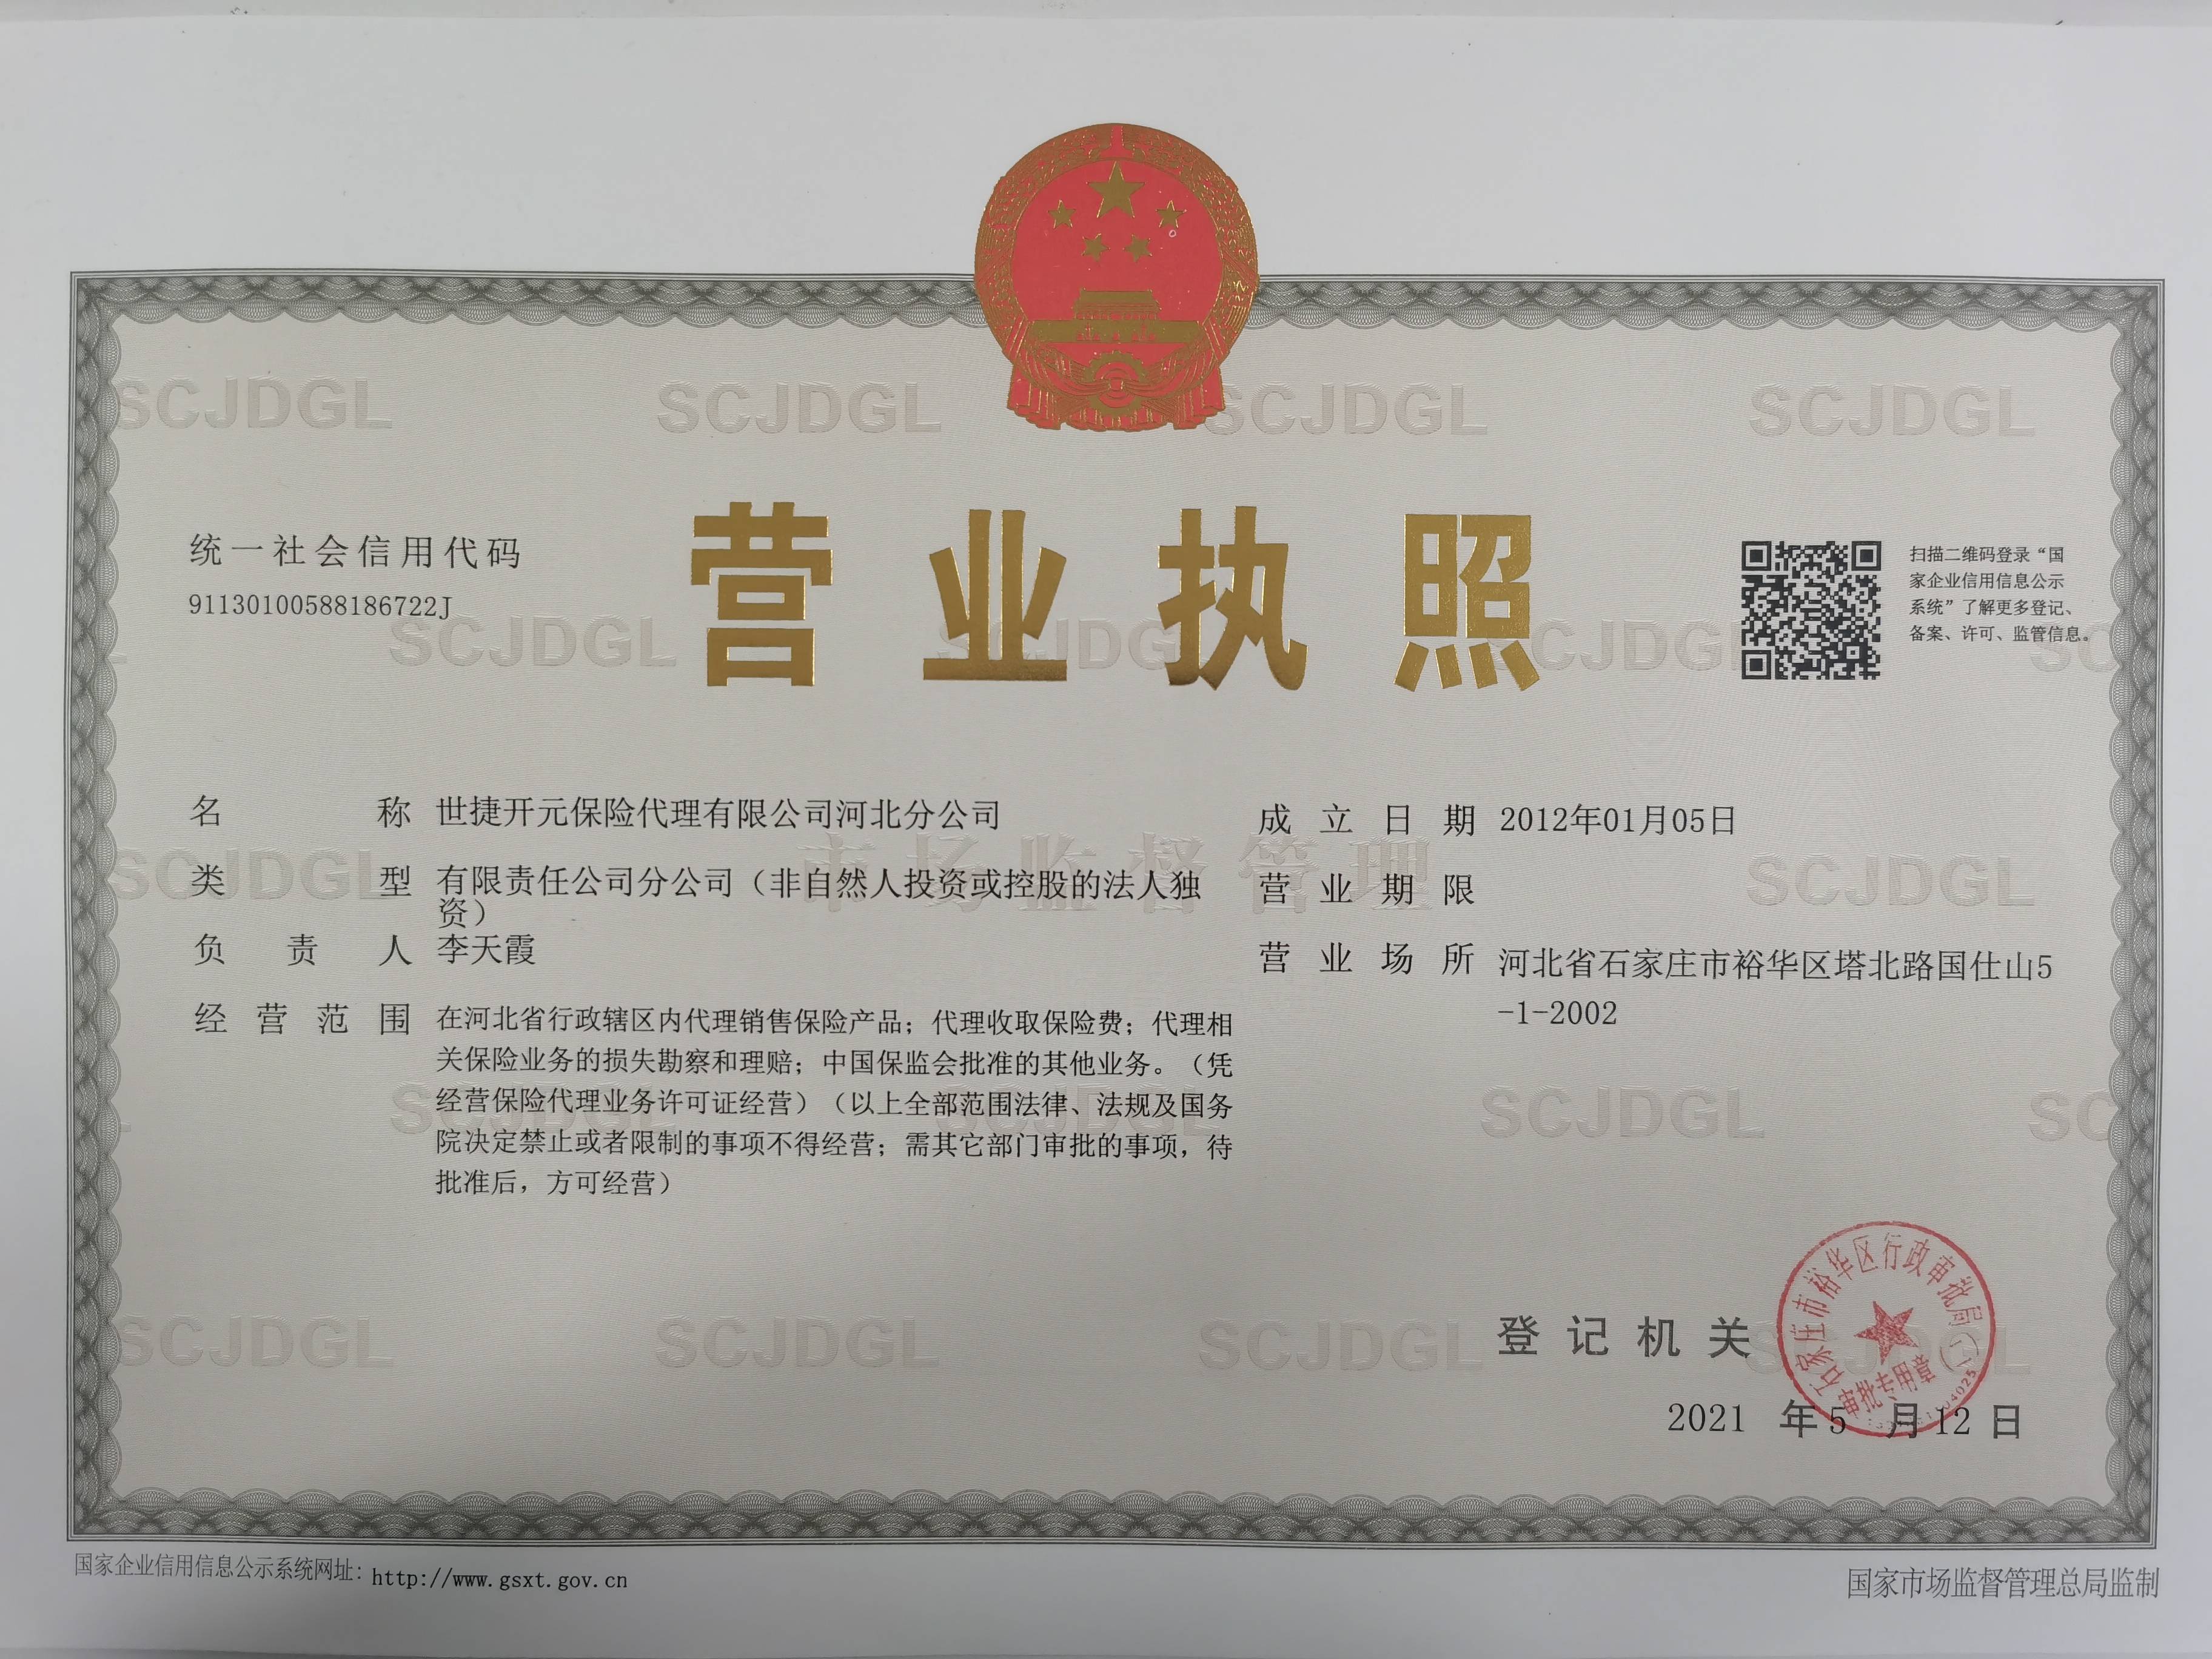 营业执照
统一社会信用代码
91130100588186722J
扫描二维码登录“国
家企业信用信息公示
系统”了解更多登记、
备案、许可、监管信息。
名称 世捷开元保险代理有限公司河北分公司
类型 有限责任公司分公司（非自然人投资或控股的法人独
资）
负责人 李天霞
经营范围 在河北省行政辖区内代理销售保险产品；代理收取保险费；代理相
关保险业务的损失勘察和理赔；中国保监会批准的其他业务。（凭
经营保险代理业务许可证经营）（以上全部范围法律、法规及国务
院决定禁止或者限制的事项不得经营；需其它部门审批的事项，待
批准后，方可经营）
成立日期 2012年01月05日
营业期限
营业场所 河北省石家庄市裕华区塔北路国仕山5
-1-2002
登记机关
石家庄市裕华区行政审批局
审批专用章
2021 年 5 月 12 日
国家企业信用信息公示系统网址：http://www.gsxt.gov.cn
国家市场监督管理总局监制
SCJDGL
市场监督管理